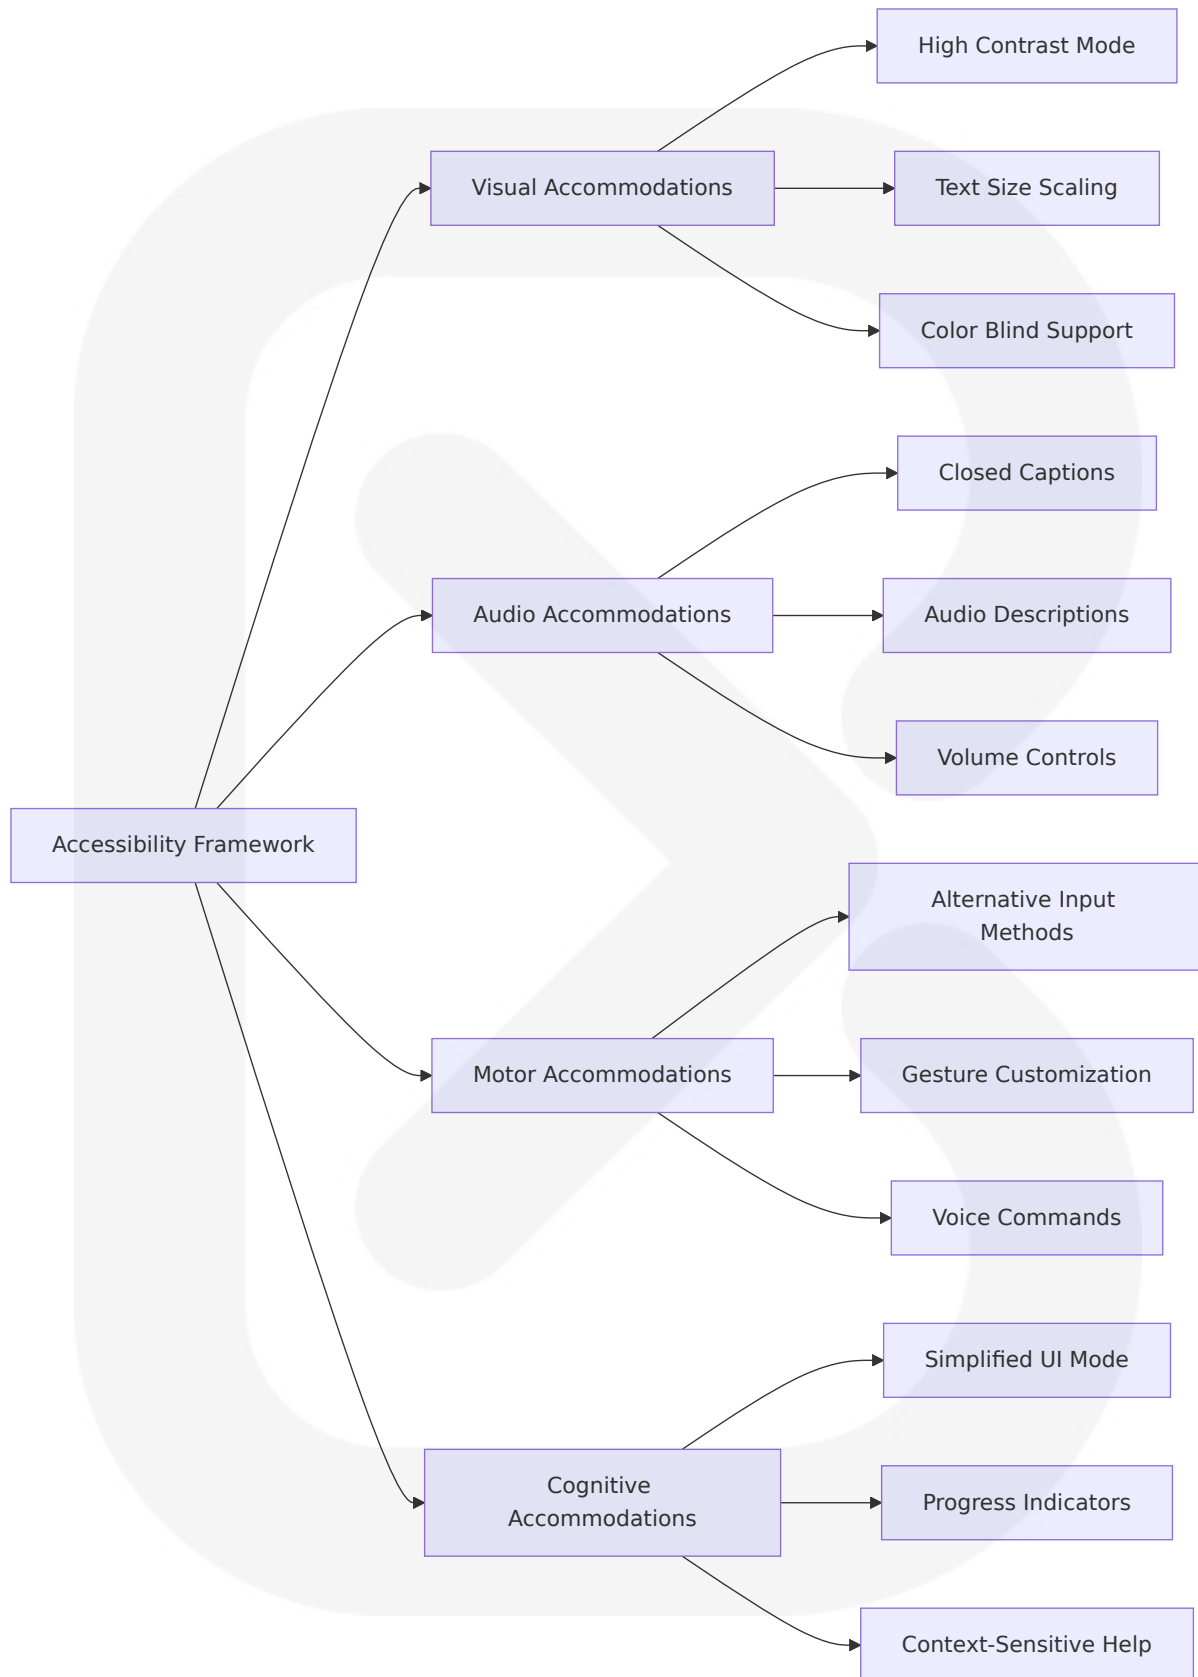 High Contrast Mode
Visual Accommodations
Text Size Scaling
Color Blind Support
Closed Captions
Audio Accommodations
Audio Descriptions
Volume Controls
Accessibility Framework
Alternative Input
Methods
Motor Accommodations
Gesture Customization
Voice Commands
Simplified UI Mode
Cognitive
Accommodations
Progress Indicators
Context-Sensitive Help